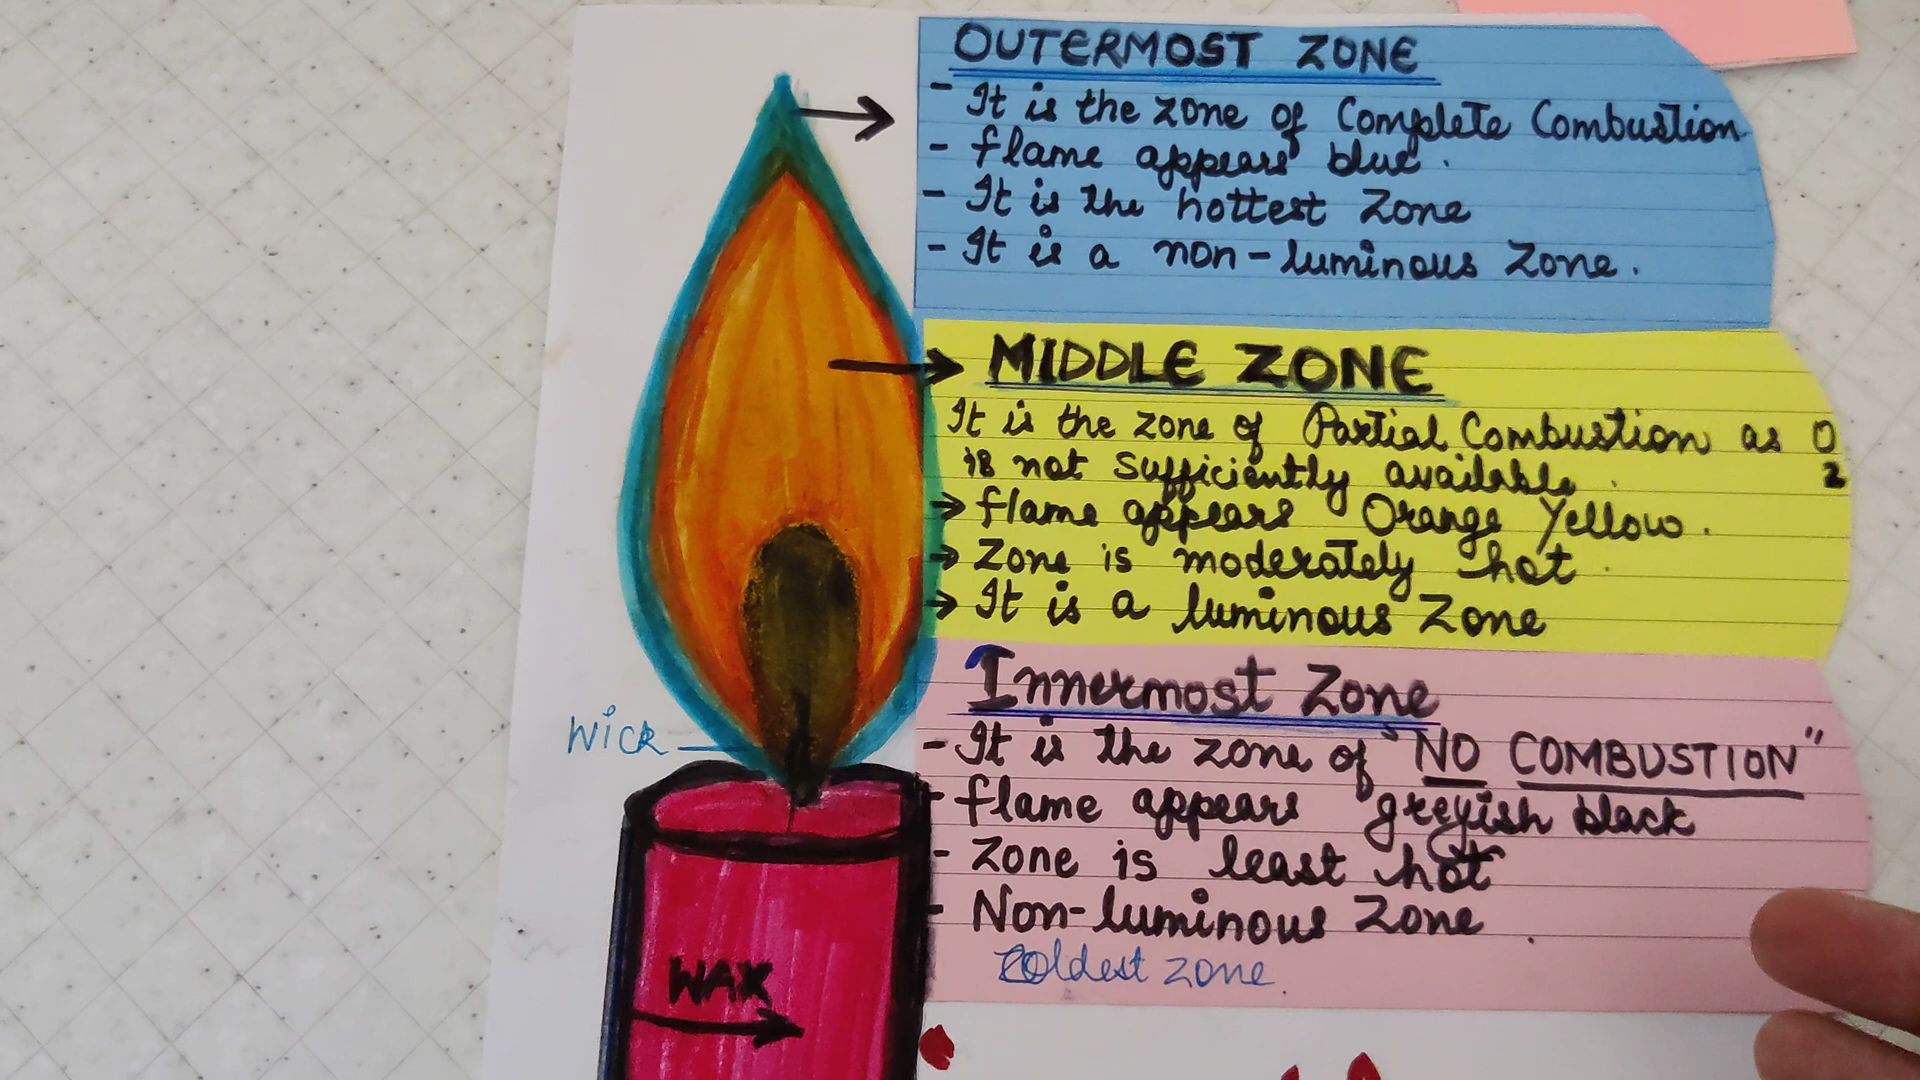 OUTERMOST ZONE
- It is the zone of Complete Combustion
- flame appears blue.
- It is the hottest Zone
- It is a non-luminous Zone.
MIDDLE ZONE
It is the zone of Partial Combustion as O2
is not sufficiently available.
→ flame appears Orange Yellow.
→ Zone is moderately hot.
→ It is a luminous Zone
Innermost Zone
- It is the zone of "NO COMBUSTION"
- flame appears greyish black
- Zone is least hot
- Non-luminous Zone.
Coldest zone.
Wick
WAX